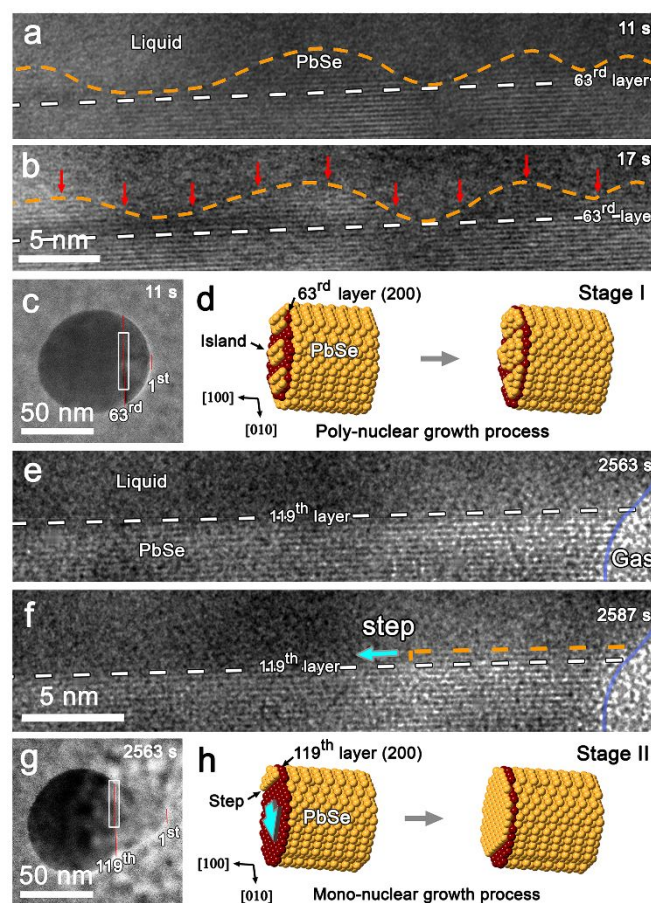 a
11 s
Liquid
PbSe
63rd layer
b
17 s
63rd laye
5 nm
c
11 s
1st
63rd
50 nm
d
63rd layer (200)
Stage I
Island
PbSe
[100]
[010]
Poly-nuclear growth process
e
2563 s
Liquid
119th layer
PbSe
Gas
f
2587 s
step
119th layer
5 nm
g
2563 s
1st
119th
50 nm
h
119th layer (200)
Stage II
Step
PbSe
[100]
[010]
Mono-nuclear growth process